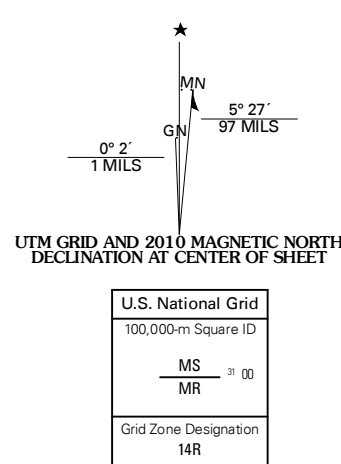 ★
MN
GN
5° 27´
97 MILS
0° 2´
1 MILS
UTM GRID AND 2010 MAGNETIC NORTH
DECLINATION AT CENTER OF SHEET
U.S. National Grid
100,000-m Square ID
MS
31 00
MR
Grid Zone Designation
14R